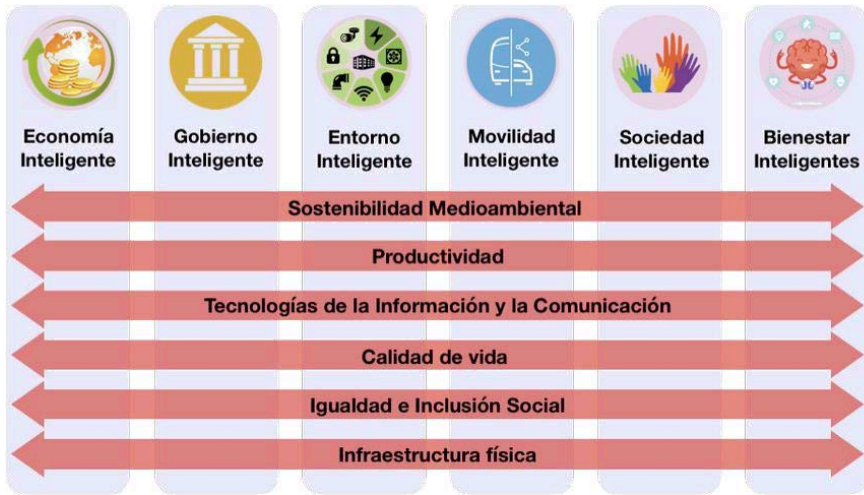 Economía
Inteligente
Gobierno
Inteligente
Entorno
Inteligente
Movilidad
Inteligente
Sociedad
Inteligente
Bienestar
Inteligentes
Sostenibilidad Medioambiental
Productividad
Tecnologías de la Información y la Comunicación
Calidad de vida
Igualdad e Inclusión Social
Infraestructura física